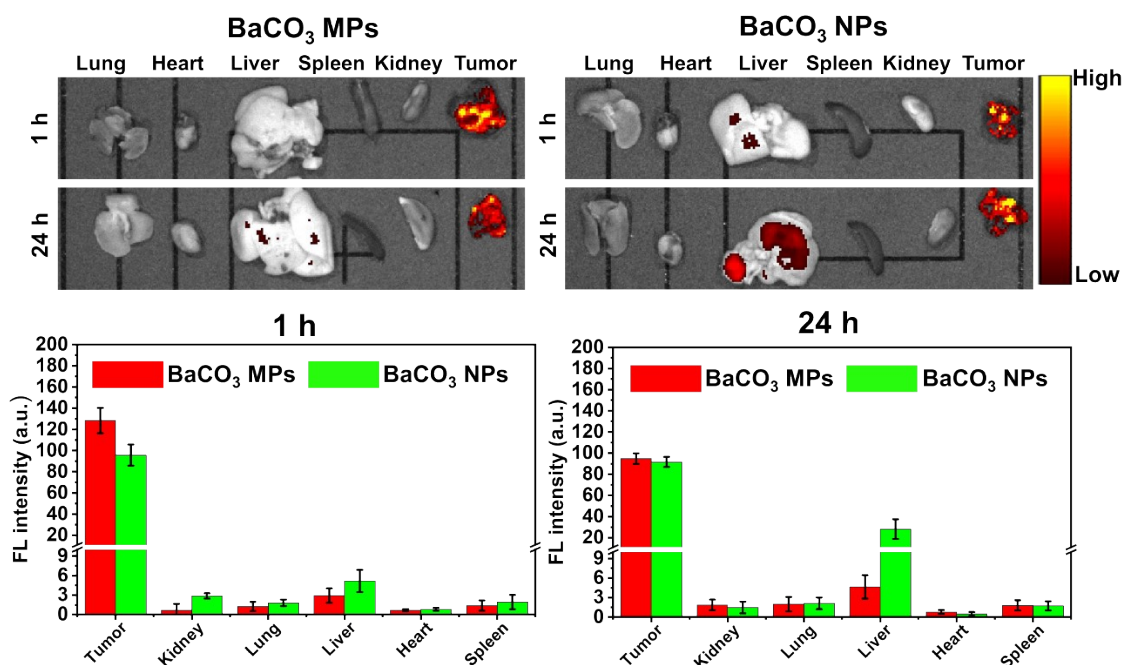 BaCO₃ MPs
BaCO₃ NPs
Lung Heart Liver Spleen Kidney Tumor
Lung Heart Liver Spleen Kidney Tumor
1 h
1 h
High
24 h
24 h
Low
1 h
24 h
FL intensity (a.u.)
200
180
160
140
120
100
80
60
40
20
9
6
3
0
BaCO₃ MPs BaCO₃ NPs
Tumor Kidney Lung Liver Heart Spleen
FL intensity (a.u.)
200
180
160
140
120
100
80
60
40
20
9
6
3
0
BaCO₃ MPs BaCO₃ NPs
Tumor Kidney Lung Liver Heart Spleen